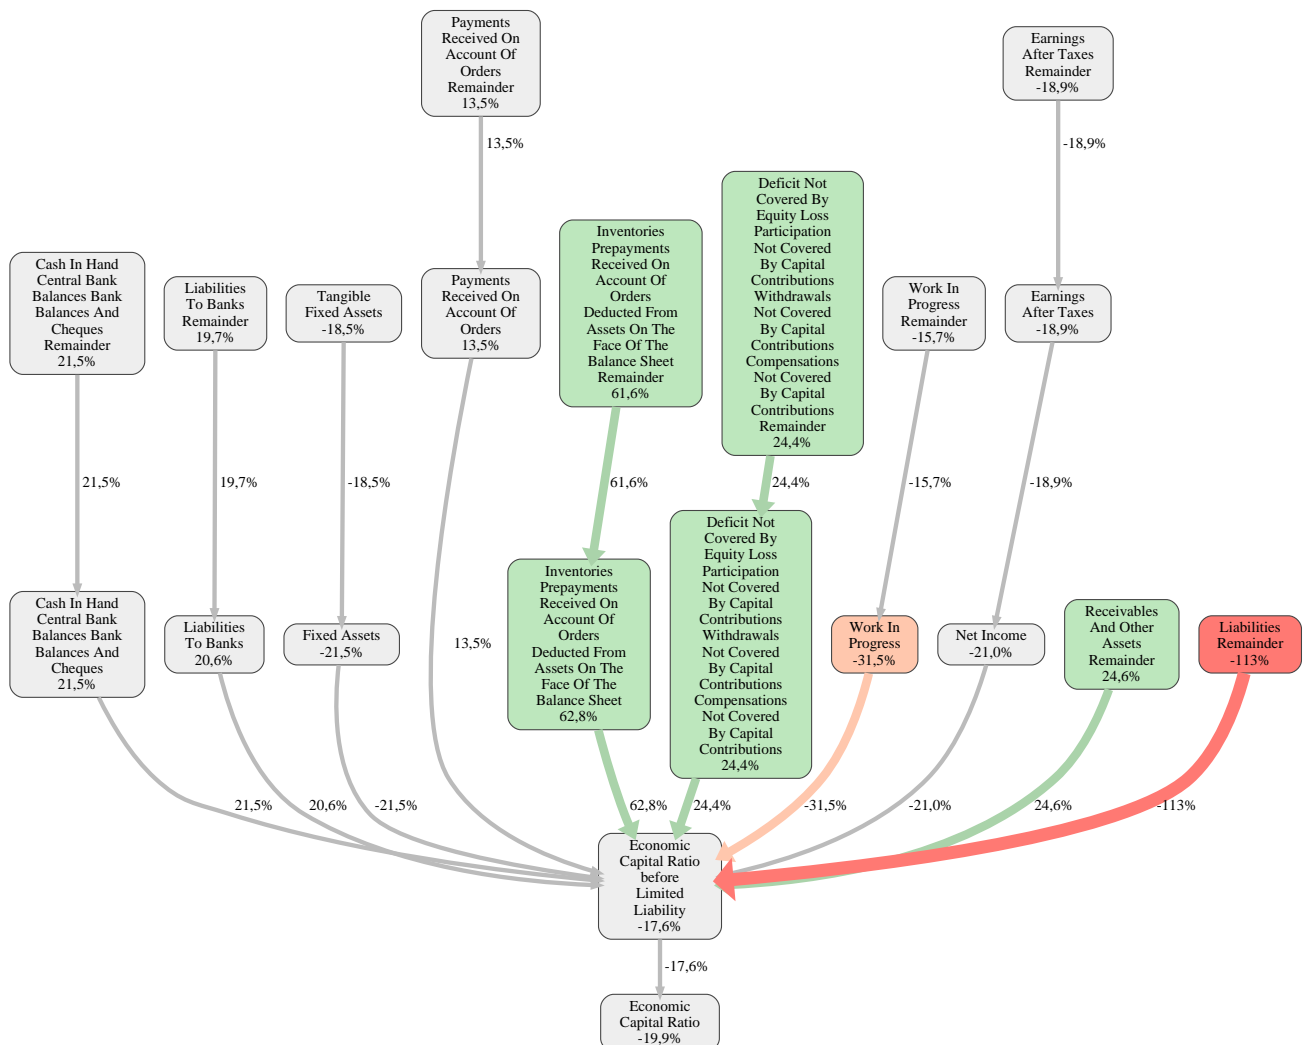 Payments
Received On
Account Of
Orders
Remainder
13,5%
Earnings
After Taxes
Remainder
-18,9%
13,5%
-18,9%
Cash In Hand
Central Bank
Balances Bank
Balances And
Cheques
Remainder
21,5%
Liabilities
To Banks
Remainder
19,7%
Tangible
Fixed Assets
-18,5%
Payments
Received On
Account Of
Orders
13,5%
Inventories
Prepayments
Received On
Account Of
Orders
Deducted From
Assets On The
Face Of The
Balance Sheet
Remainder
61,6%
Deficit Not
Covered By
Equity Loss
Participation
Not Covered
By Capital
Contributions
Withdrawals
Not Covered
By Capital
Contributions
Compensations
Not Covered
By Capital
Contributions
Remainder
24,4%
Work In
Progress
Remainder
-15,7%
Earnings
After Taxes
-18,9%
21,5%
19,7%
-18,5%
61,6%
24,4%
-15,7%
-18,9%
Cash In Hand
Central Bank
Balances Bank
Balances And
Cheques
21,5%
Liabilities
To Banks
20,6%
Fixed Assets
-21,5%
13,5%
Inventories
Prepayments
Received On
Account Of
Orders
Deducted From
Assets On The
Face Of The
Balance Sheet
62,8%
Deficit Not
Covered By
Equity Loss
Participation
Not Covered
By Capital
Contributions
Withdrawals
Not Covered
By Capital
Contributions
Compensations
Not Covered
By Capital
Contributions
24,4%
Work In
Progress
-31,5%
Net Income
-21,0%
Receivables
And Other
Assets
Remainder
24,6%
Liabilities
Remainder
-113%
21,5%
20,6%
-21,5%
62,8%
24,4%
-31,5%
-21,0%
24,6%
-113%
Economic
Capital Ratio
before
Limited
Liability
-17,6%
-17,6%
Economic
Capital Ratio
-19,9%